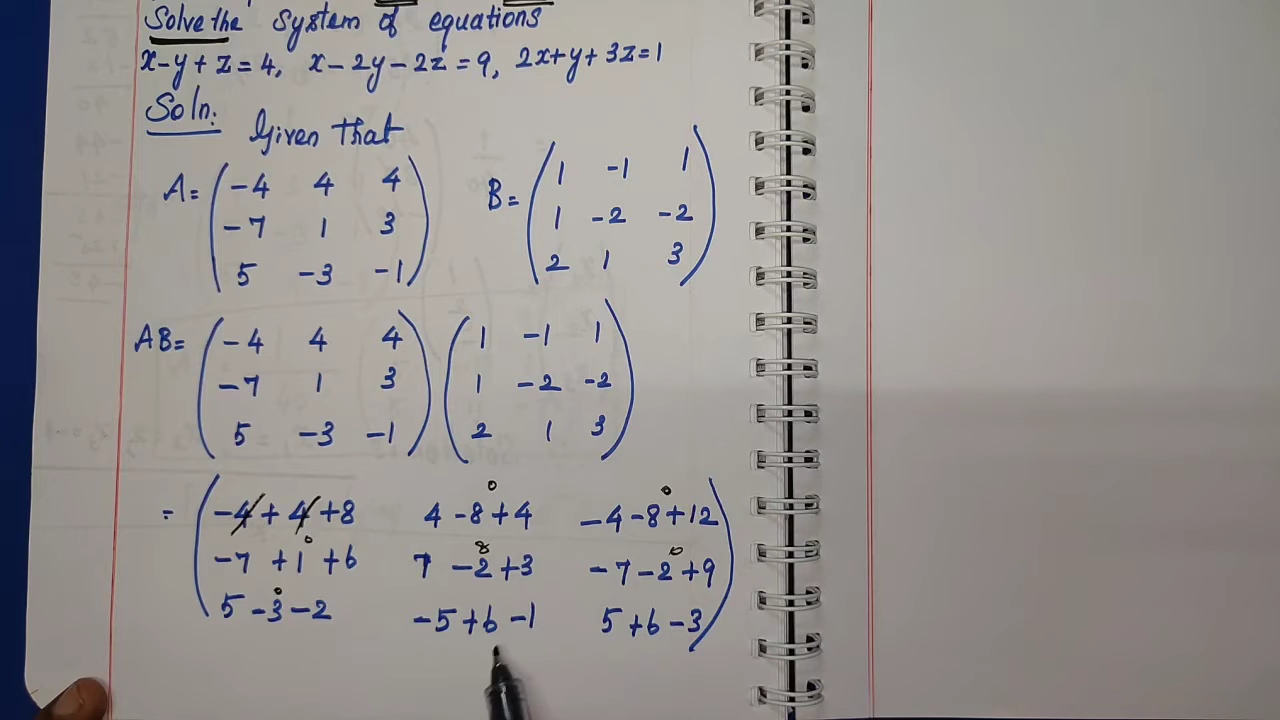 Solve the system of equations
x-y+z=4, x-2y-2z=9, 2x+y+3z=1
Soln:
Given that
A= (-4 4 4
-7 1 3
5 -3 -1)
B= (1 -1 1
1 -2 -2
2 1 3)
AB= (-4 4 4
-7 1 3
5 -3 -1)
(1 -1 1
1 -2 -2
2 1 3)
= (-4+4+8 4-8+4 -4-8+12
-7+1+6 7-2+3 -7-2+9
5-3-2 -5+6-1 5+6-3)